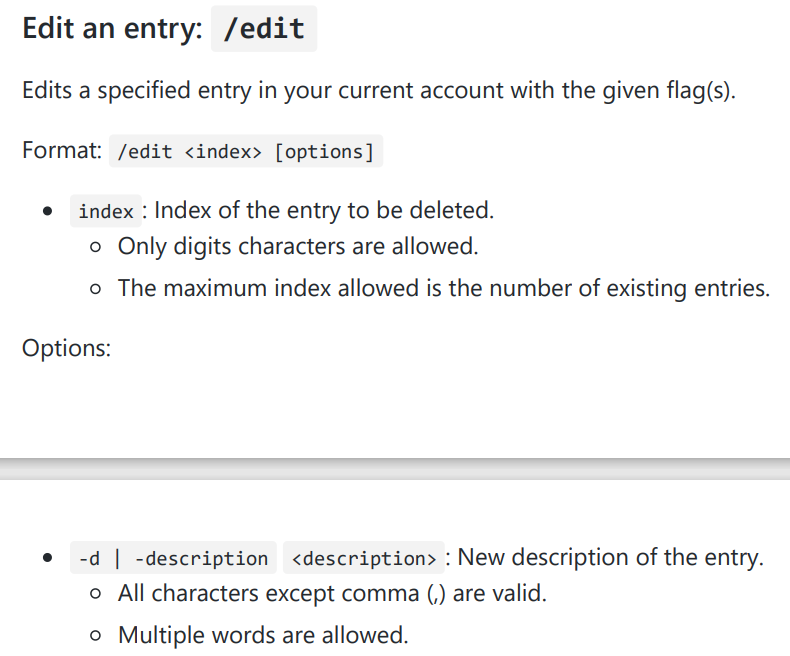 Edit an entry: /edit
Edits a specified entry in your current account with the given flag(s).
Format: /edit <index> [options]
index : Index of the entry to be deleted.
Only digits characters are allowed.
The maximum index allowed is the number of existing entries.
Options:
-d | -description <description> : New description of the entry.
All characters except comma (,) are valid.
Multiple words are allowed.